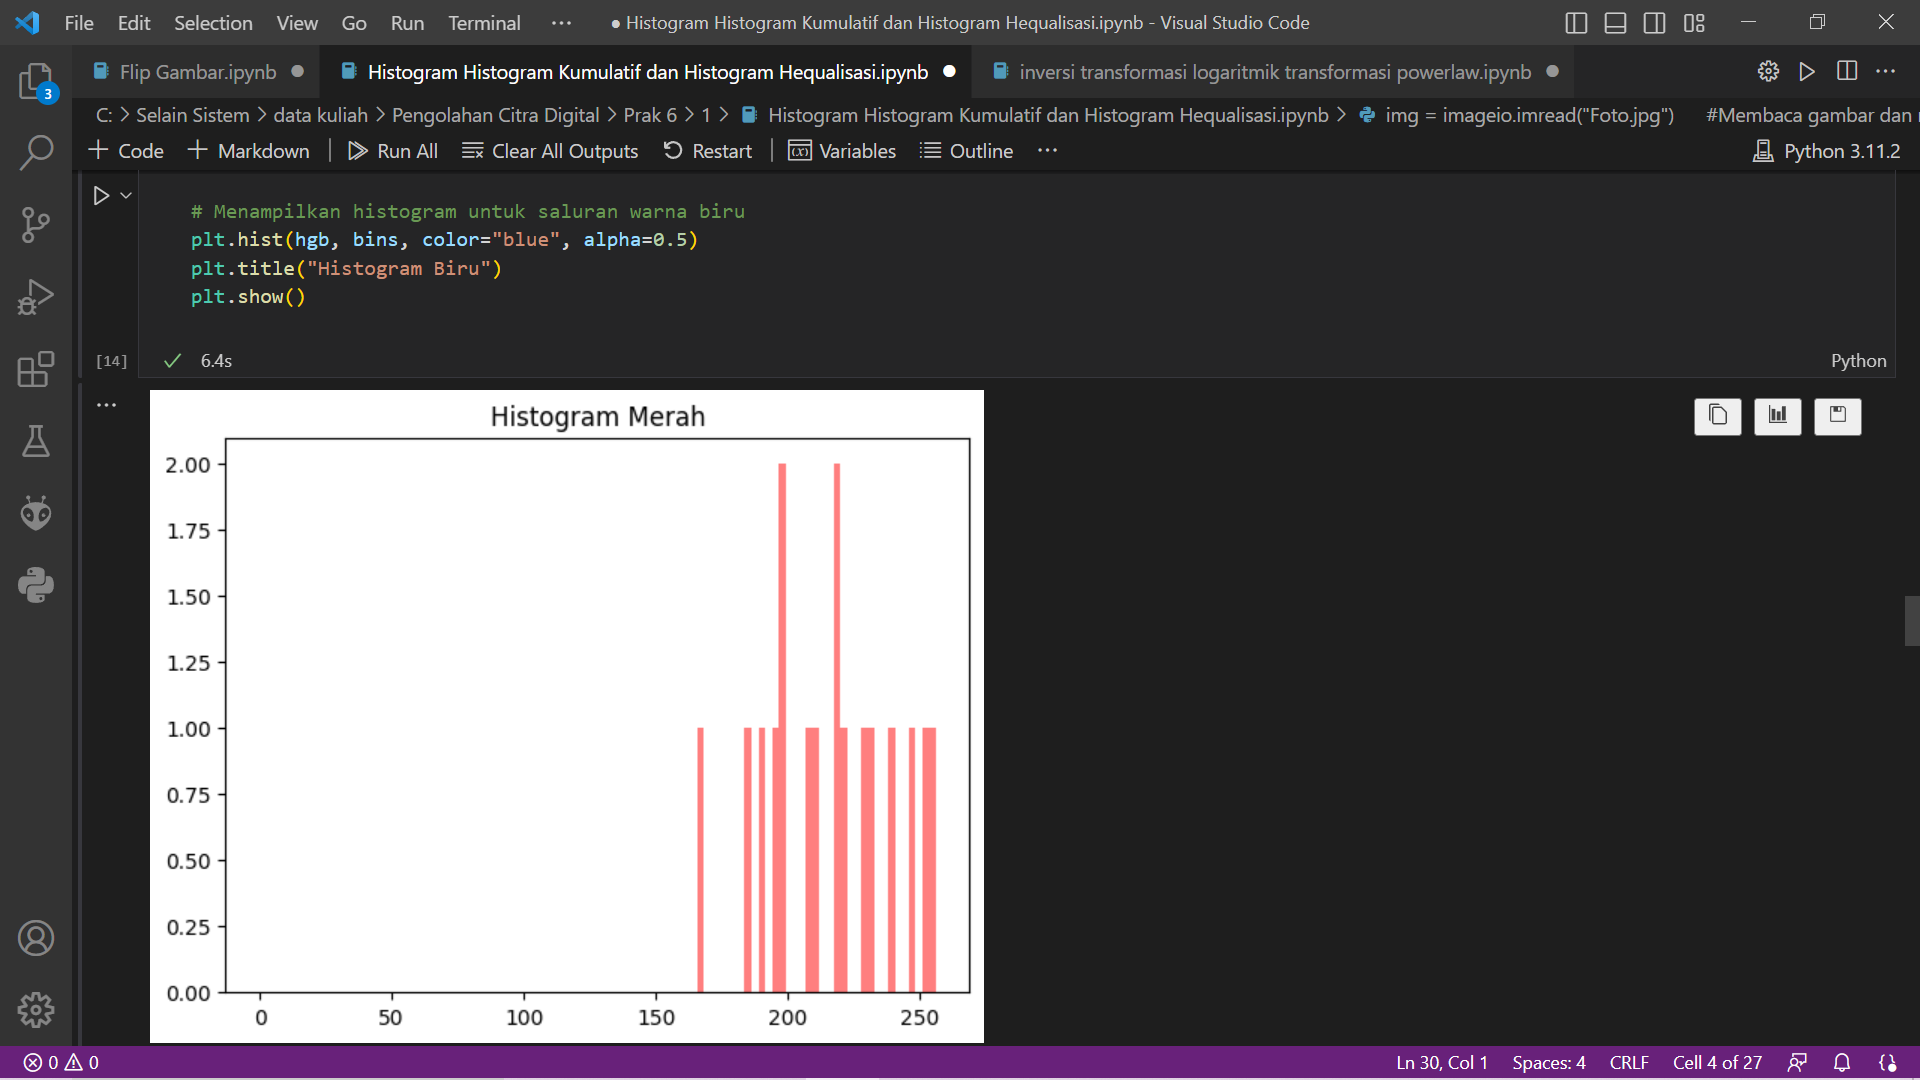 File Edit Selection View Go Run Terminal ··· ● Histogram Histogram Kumulatif dan Histogram Hequalisasi.ipynb - Visual Studio Code
Flip Gambar.ipynb ● Histogram Histogram Kumulatif dan Histogram Hequalisasi.ipynb ● inversi transformasi logaritmik transformasi powerlaw.ipynb ●
3
C: > Selain Sistem > data kuliah > Pengolahan Citra Digital > Prak 6 > 1 > Histogram Histogram Kumulatif dan Histogram Hequalisasi.ipynb > img = imageio.imread("Foto.jpg") #Membaca gambar dan
+ Code + Markdown | Run All Clear All Outputs Restart | Variables Outline ··· Python 3.11.2
# Menampilkan histogram untuk saluran warna biru
plt.hist(hgb, bins, color="blue", alpha=0.5)
plt.title("Histogram Biru")
plt.show()
[14] ✓ 6.4s Python
Histogram Merah
2.00
1.75
1.50
1.25
1.00
0.75
0.50
0.25
0.00
0 50 100 150 200 250
0 0 Ln 30, Col 1 Spaces: 4 CRLF Cell 4 of 27